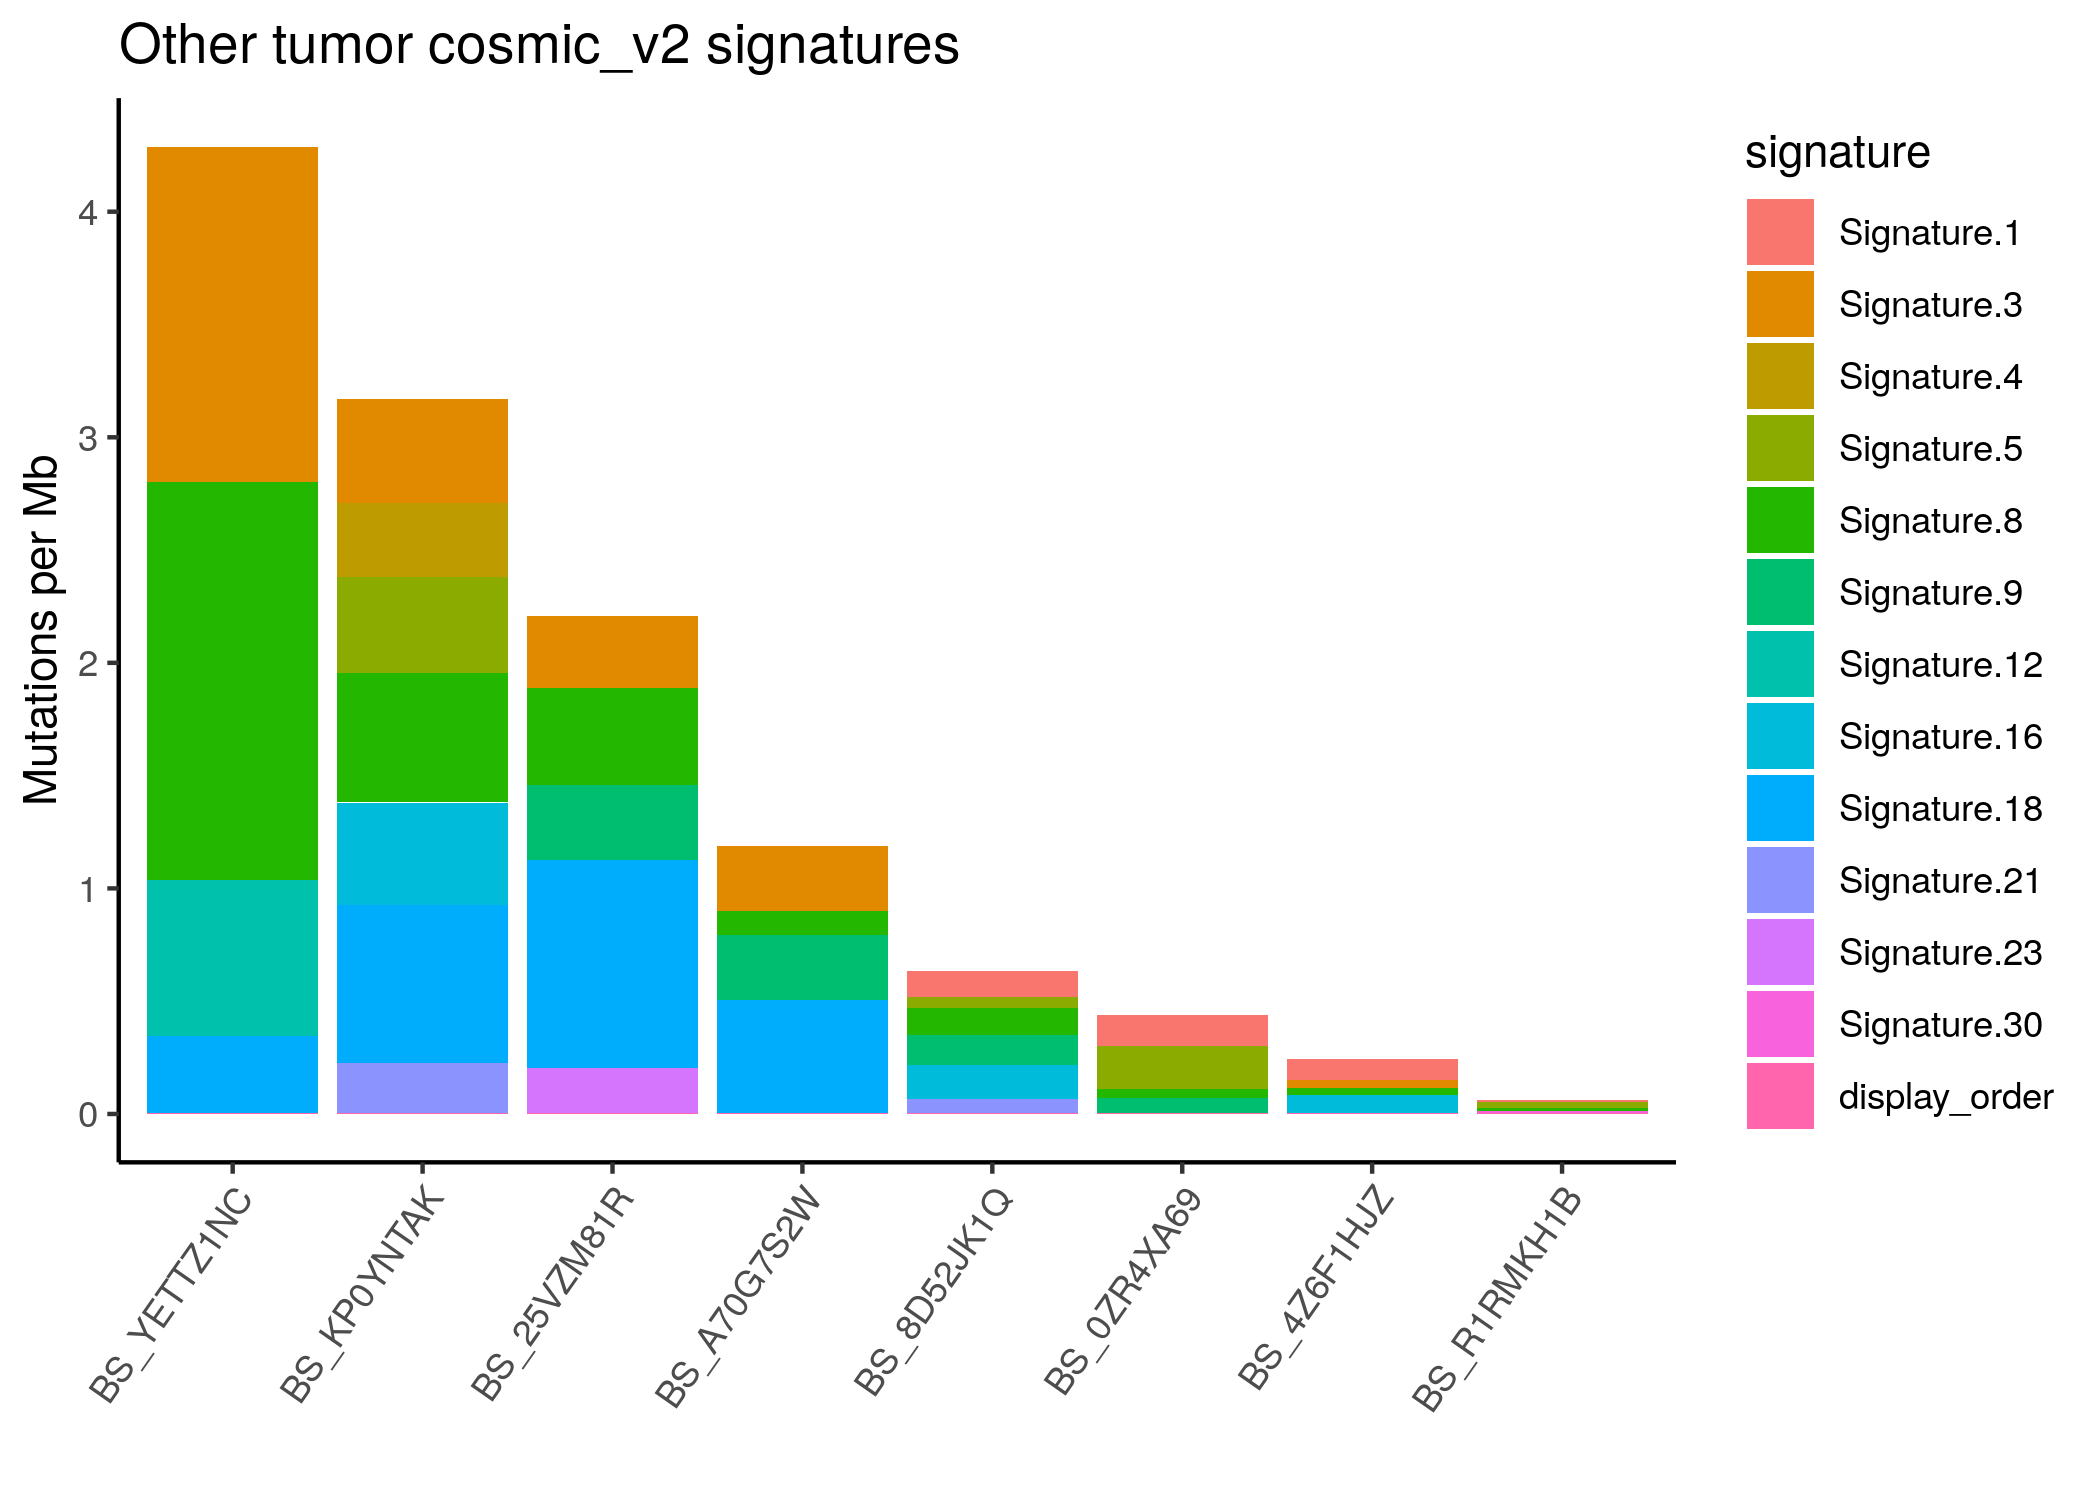 Other tumor cosmic_v2 signatures
Mutations per Mb
4
3
2
1
0
BS_YETTZ1NC
BS_KP0YNTAK
BS_25VZM81R
BS_A70G7S2W
BS_8D52JK1Q
BS_0ZR4XA69
BS_4Z6F1HJZ
BS_R1RMKH1B
signature
Signature.1
Signature.3
Signature.4
Signature.5
Signature.8
Signature.9
Signature.12
Signature.16
Signature.18
Signature.21
Signature.23
Signature.30
display_order